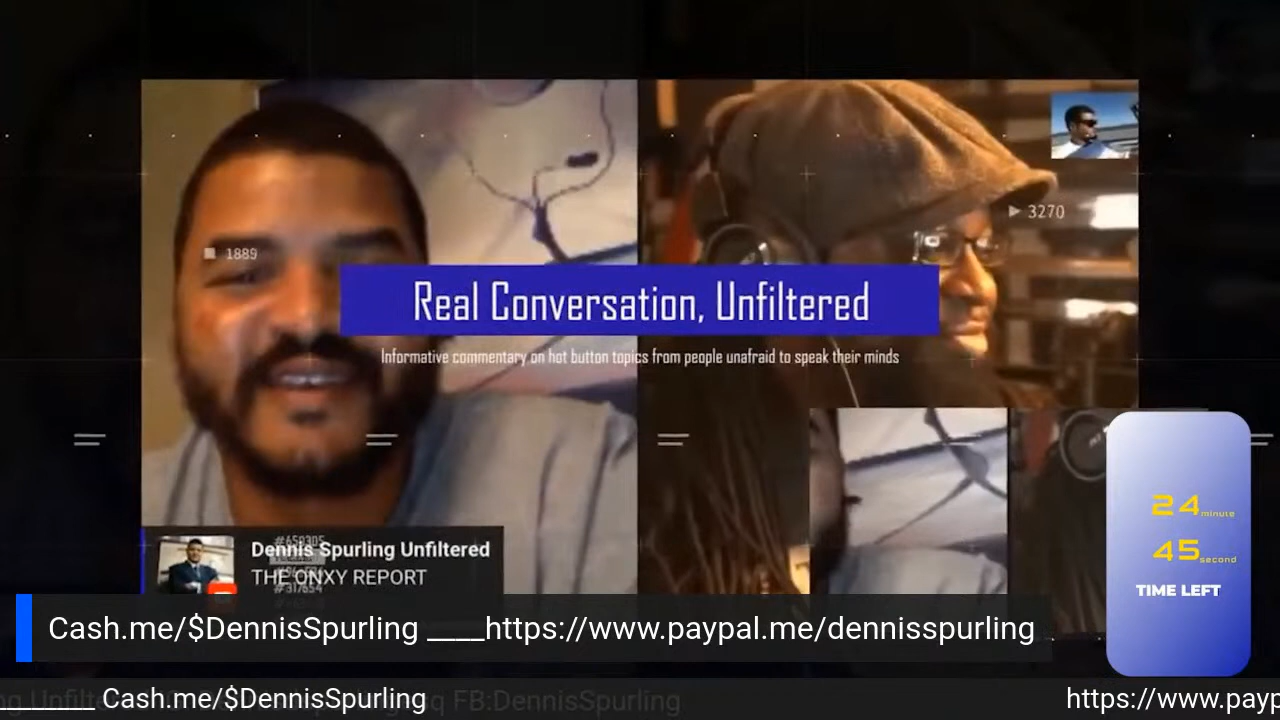 3270
1889
Real Conversation, Unfiltered
Informative commentary on hot button topics from people unafraid to speak their minds
24 minute
45 second
TIME LEFT
Dennis Spurling Unfiltered
THE ONXY REPORT
Cash.me/$DennisSpurling ____https://www.paypal.me/dennisspurling
Cash.me/$DennisSpurling
FB:DennisSpurling
https://www.payp